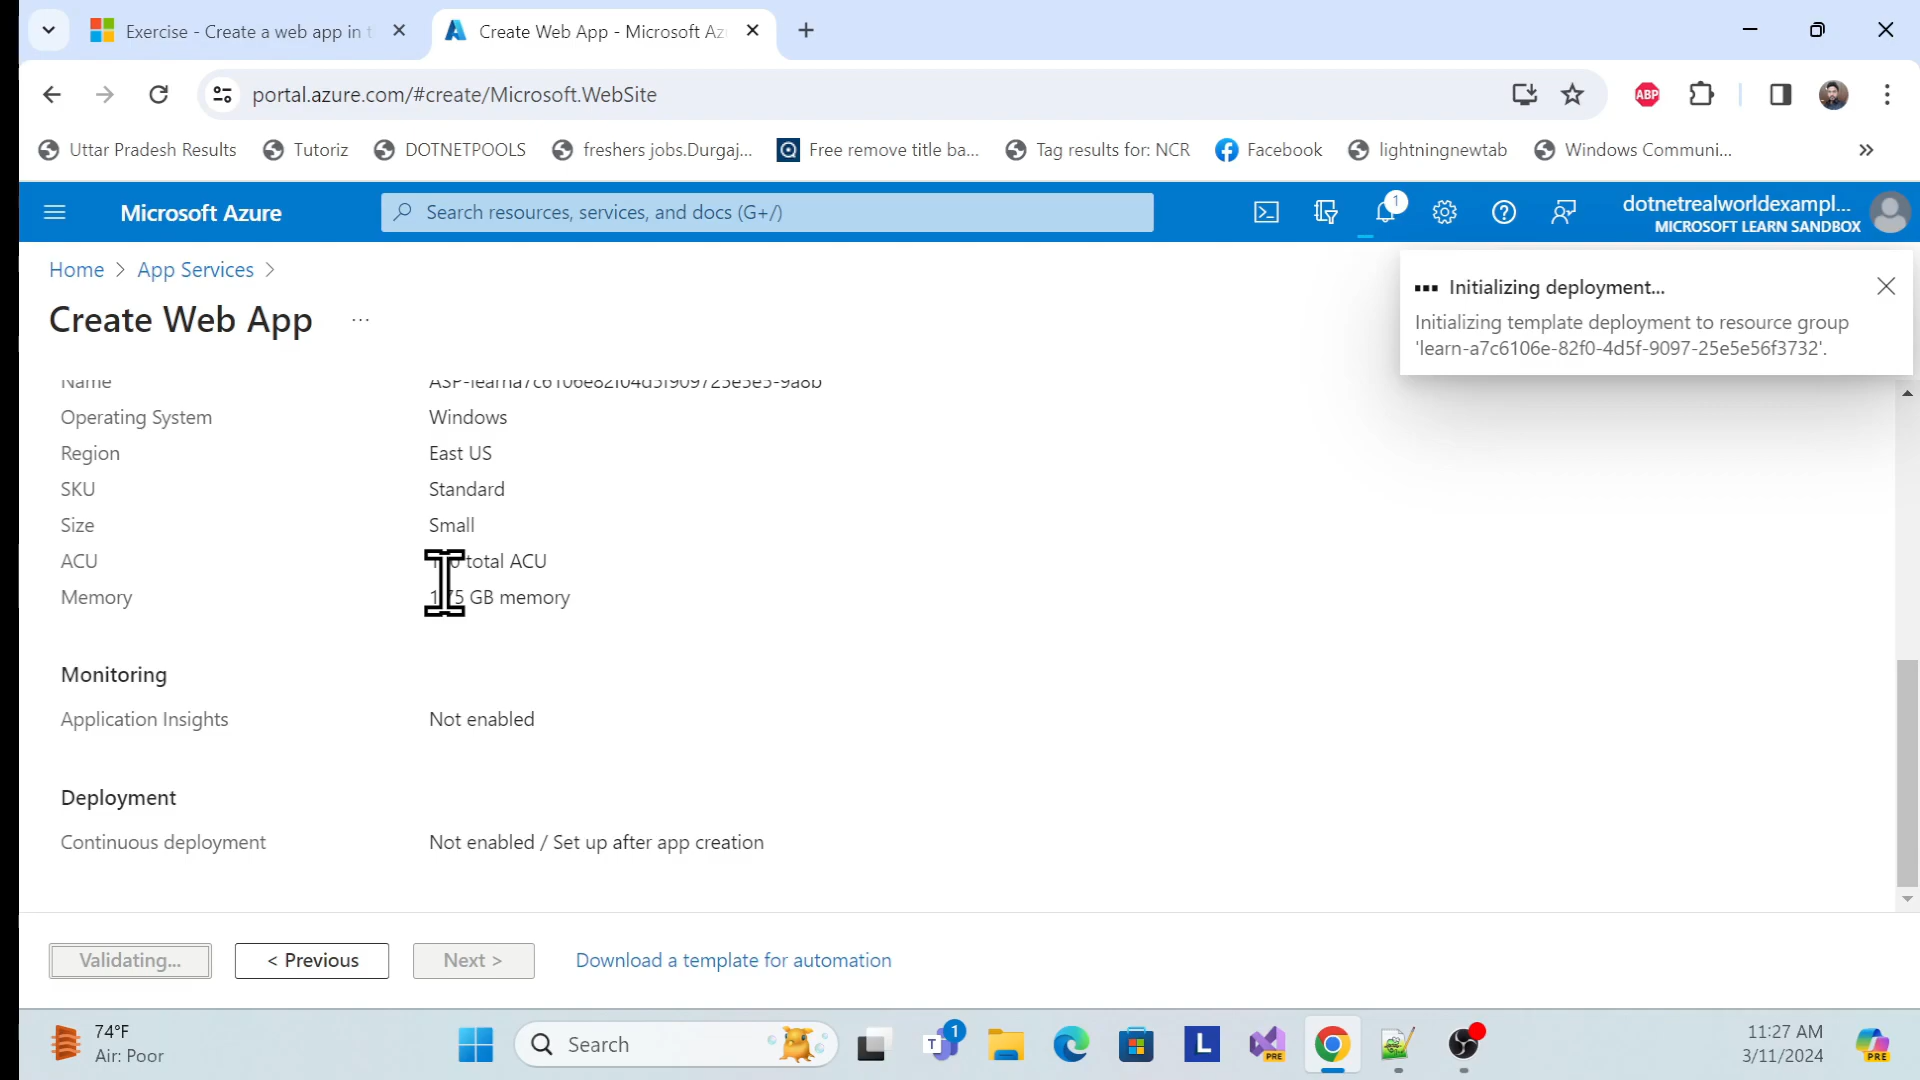 Exercise - Create a web app in t
Create Web App - Microsoft Az
portal.azure.com/#create/Microsoft.WebSite
ABP
Uttar Pradesh Results
Tutoriz
DOTNETPOOLS
freshers jobs.Durgaj...
Free remove title ba...
Tag results for: NCR
Facebook
lightningnewtab
Windows Communi...
Microsoft Azure
Search resources, services, and docs (G+/)
1
dotnetrealworldexampl...
MICROSOFT LEARN SANDBOX
Home > App Services >
Create Web App ...
Initializing deployment...
Initializing template deployment to resource group
'learn-a7c6106e-82f0-4d5f-9097-25e5e56f3732'.
Name
Operating System Windows
Region East US
SKU Standard
Size Small
ACU total ACU
Memory GB memory
Monitoring
Application Insights Not enabled
Deployment
Continuous deployment Not enabled / Set up after app creation
Validating...
< Previous
Next >
Download a template for automation
74°F
Air: Poor
Search
T
1
L
PRE
11:27 AM
3/11/2024
PRE